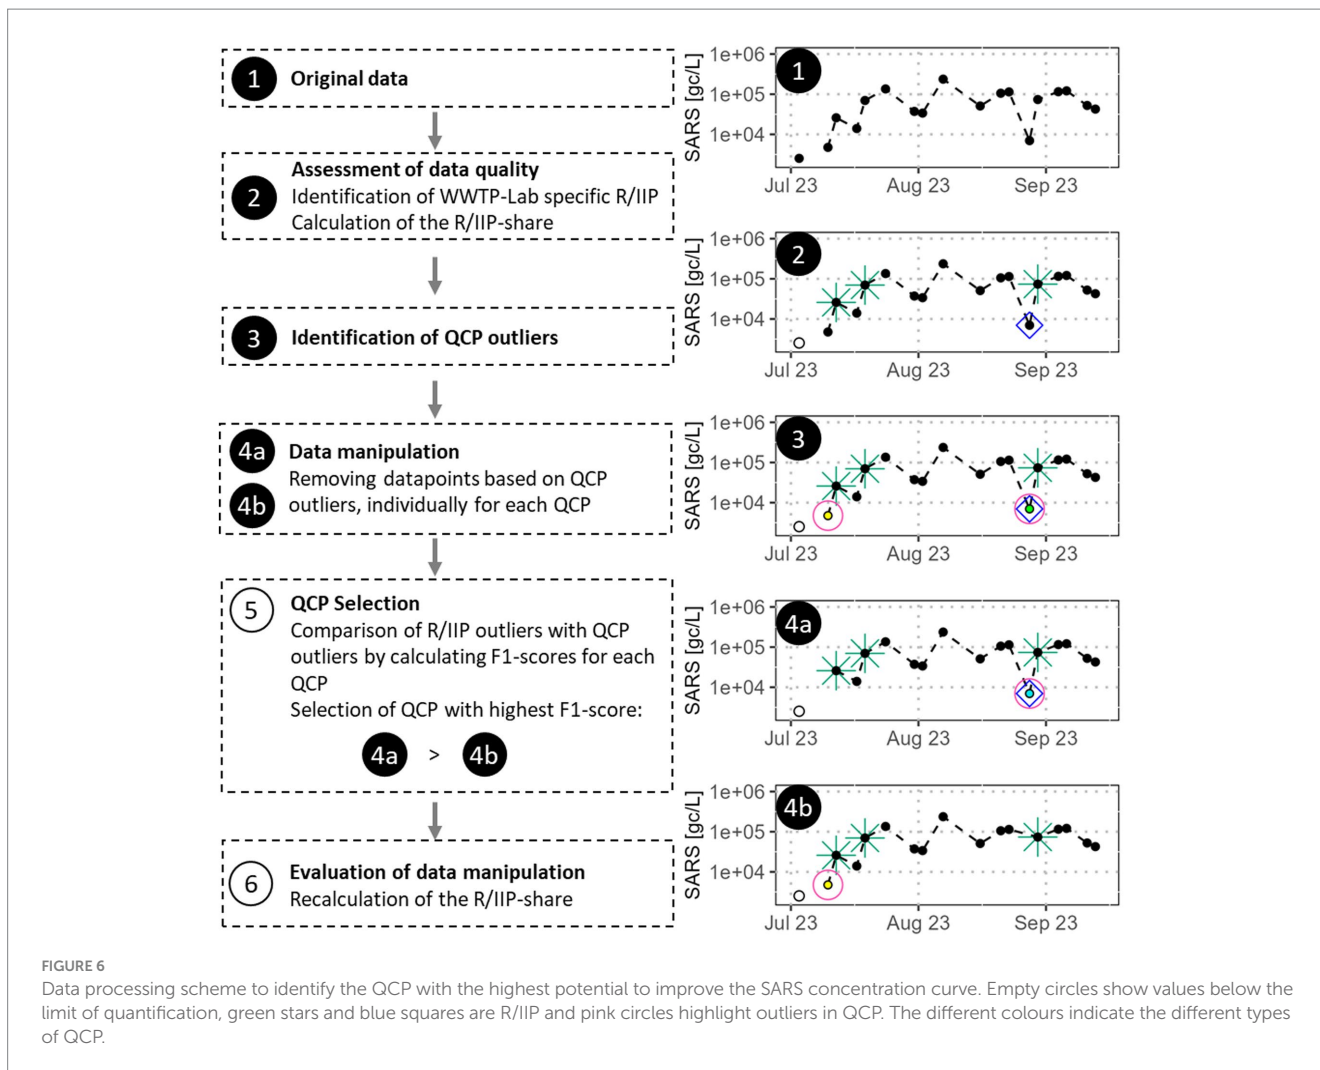 1
Original data
2
Assessment of data quality
Identification of WWTP-Lab specific R/IIP
Calculation of the R/IIP-share
3
Identification of QCP outliers
4a
4b
Data manipulation
Removing datapoints based on QCP
outliers, individually for each QCP
5
QCP Selection
Comparison of R/IIP outliers with QCP
outliers by calculating F1-scores for each
QCP
Selection of QCP with highest F1-score:
4a > 4b
6
Evaluation of data manipulation
Recalculation of the R/IIP-share
SARS [gc/L]
1e+06
1e+05
1e+04
1
Jul 23 Aug 23 Sep 23
SARS [gc/L]
1e+06
1e+05
1e+04
2
Jul 23 Aug 23 Sep 23
SARS [gc/L]
1e+06
1e+05
1e+04
3
Jul 23 Aug 23 Sep 23
SARS [gc/L]
1e+06
1e+05
1e+04
4a
Jul 23 Aug 23 Sep 23
SARS [gc/L]
1e+06
1e+05
1e+04
4b
Jul 23 Aug 23 Sep 23
FIGURE 6
Data processing scheme to identify the QCP with the highest potential to improve the SARS concentration curve. Empty circles show values below the
limit of quantification, green stars and blue squares are R/IIP and pink circles highlight outliers in QCP. The different colours indicate the different types
of QCP.